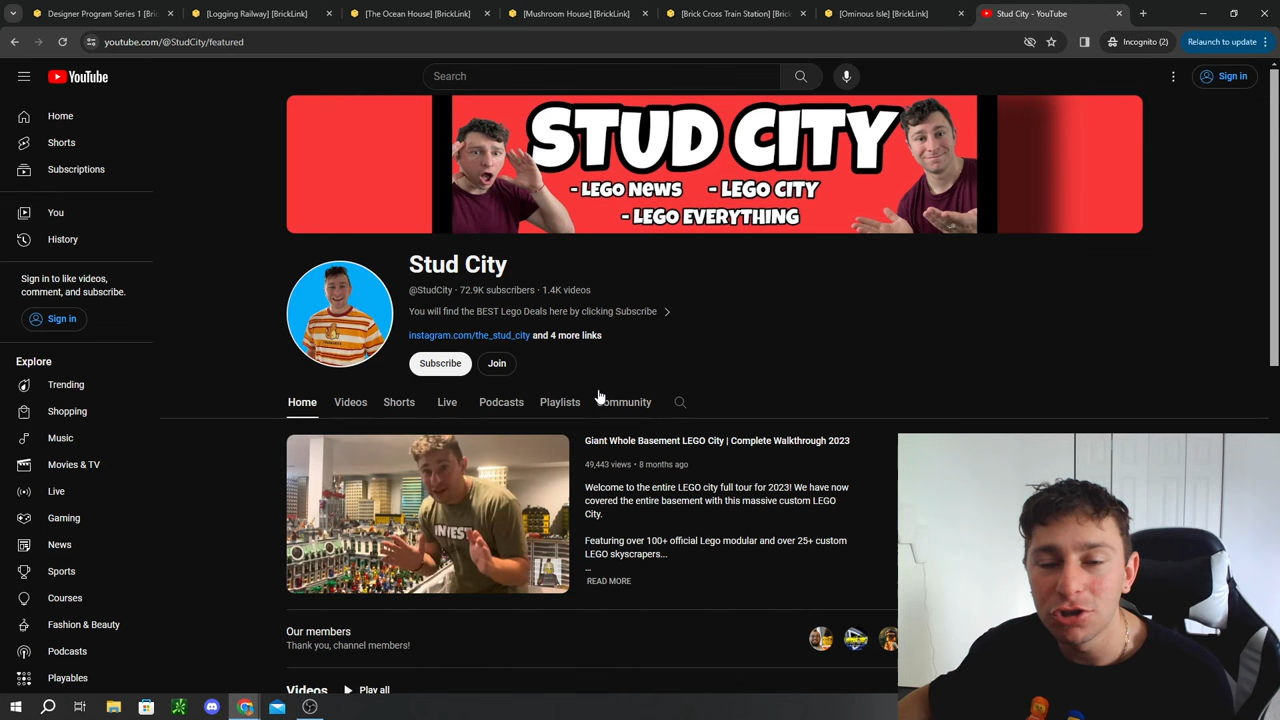 Designer Program Series 1 [Bric
[Logging Railway] [BrickLink]
[The Ocean House] [BrickLink]
[Mushroom House] [BrickLink]
[Brick Cross Train Station] [Bric
[Ominous Isle] [BrickLink]
Stud City - YouTube
youtube.com/@StudCity/featured
Incognito (2)
Relaunch to update
YouTube
Search
Sign in
Home
Shorts
Subscriptions
You
History
Sign in to like videos,
comment, and subscribe.
Sign in
Explore
Trending
Shopping
Music
Movies & TV
Live
Gaming
News
Sports
Courses
Fashion & Beauty
Podcasts
Playables
STUD CITY
- LEGO NEWS - LEGO CITY
- LEGO EVERYTHING
Stud City
@StudCity · 72.9K subscribers · 1.4K videos
You will find the BEST Lego Deals here by clicking Subscribe
instagram.com/the_stud_city and 4 more links
Subscribe Join
Home Videos Shorts Live Podcasts Playlists Community
Giant Whole Basement LEGO City | Complete Walkthrough 2023
49,443 views • 8 months ago
Welcome to the entire LEGO city full tour for 2023! We have now
covered the entire basement with this massive custom LEGO
City.
Featuring over 100+ official Lego modular and over 25+ custom
LEGO skyscrapers...
...
READ MORE
Our members
Thank you, channel members!
Videos Play all